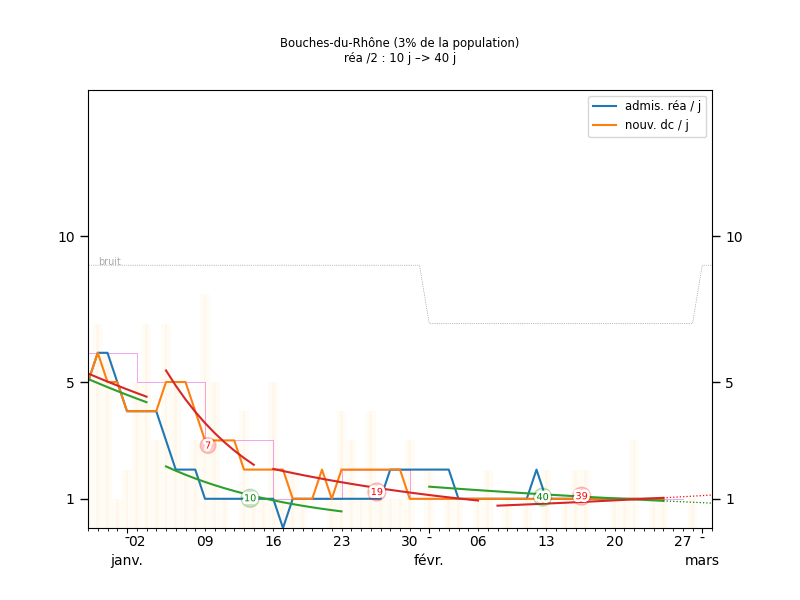 Bouches-du-Rhône (3% de la population)
réa /2 : 10 j –> 40 j
admis. réa / j
nouv. dc / j
10
10
bruit
5
5
7
19
10
40
39
1
1
02
09
16
23
30
06
13
20
27
janv.
févr.
mars